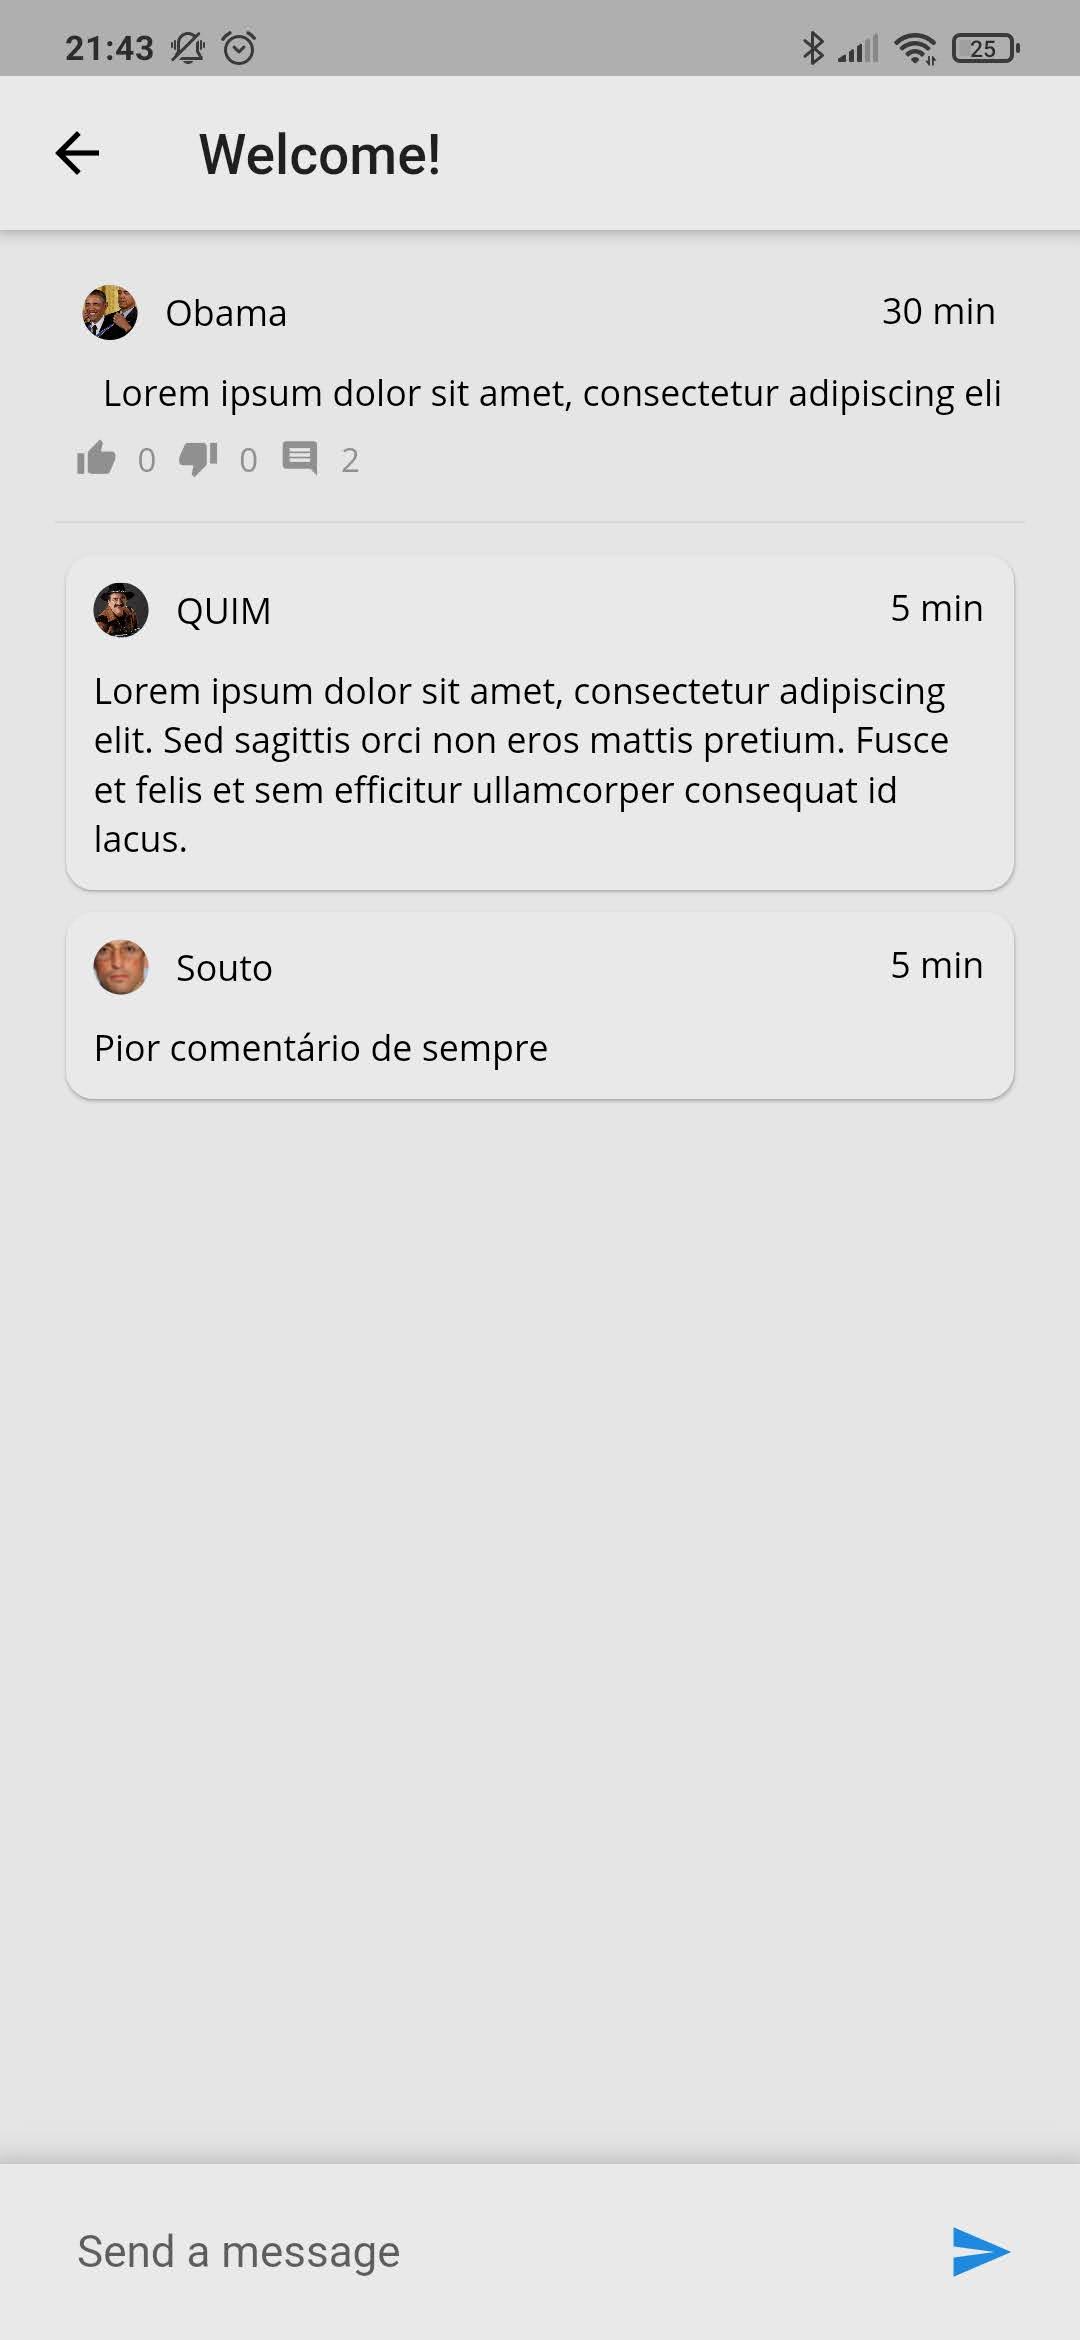 21:43
25
Welcome!
Obama
30 min
Lorem ipsum dolor sit amet, consectetur adipiscing eli
0 0 2
QUIM
5 min
Lorem ipsum dolor sit amet, consectetur adipiscing
elit. Sed sagittis orci non eros mattis pretium. Fusce
et felis et sem efficitur ullamcorper consequat id
lacus.
Souto
5 min
Pior comentário de sempre
Send a message